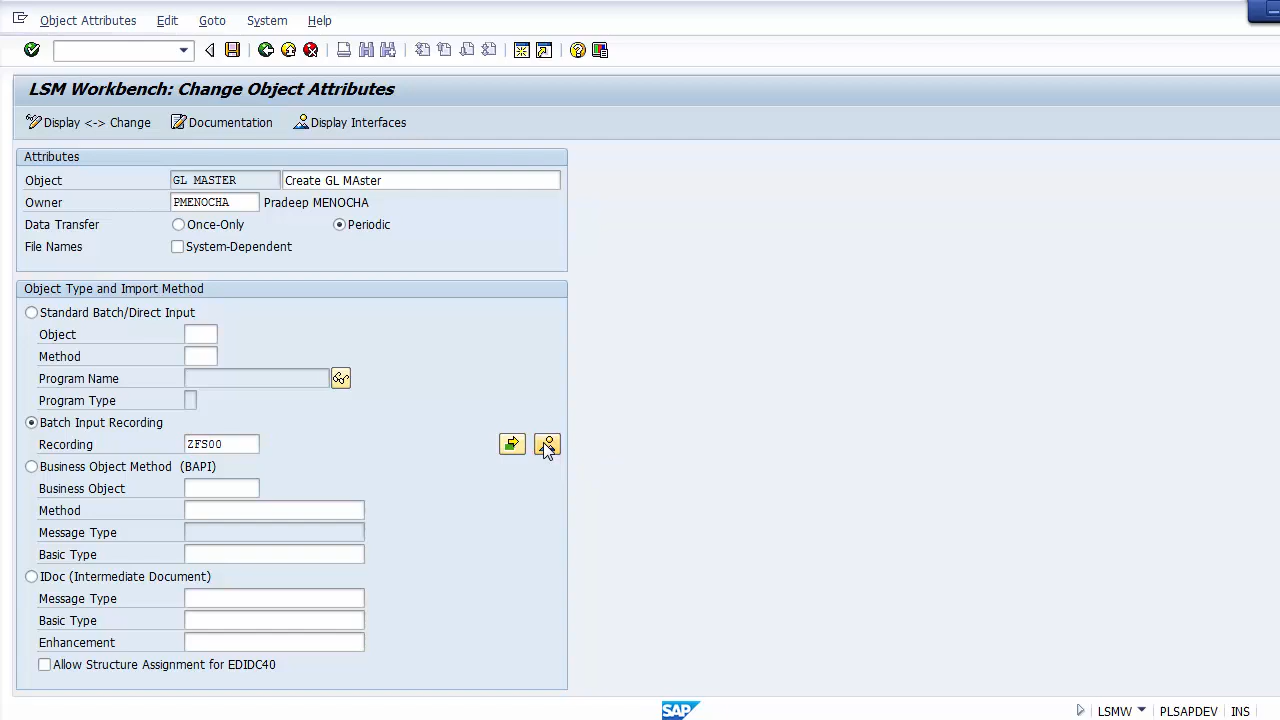 Object Attributes Edit Goto System Help
LSM Workbench: Change Object Attributes
Display <-> Change Documentation Display Interfaces
Attributes
Object GL MASTER Create GL MAster
Owner PMENOCHA Pradeep MENOCHA
Data Transfer Once-Only Periodic
File Names System-Dependent
Object Type and Import Method
Standard Batch/Direct Input
Object
Method
Program Name
Program Type
Batch Input Recording
Recording ZFS00
Business Object Method (BAPI)
Business Object
Method
Message Type
Basic Type
IDoc (Intermediate Document)
Message Type
Basic Type
Enhancement
Allow Structure Assignment for EDIDC40
SAP LSMW PLSAPDEV INS